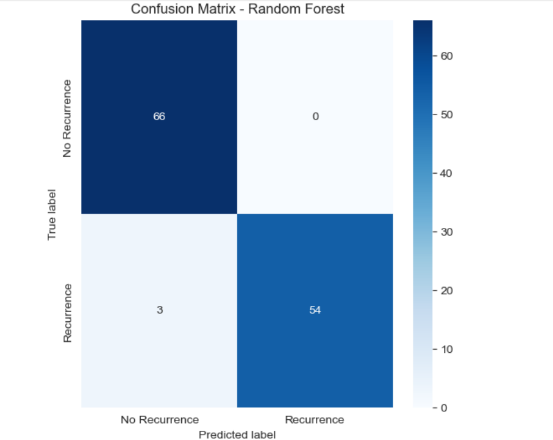 Confusion Matrix - Random Forest
True label
No Recurrence
Recurrence
66
0
3
54
No Recurrence
Recurrence
Predicted label
60
50
40
30
20
10
0